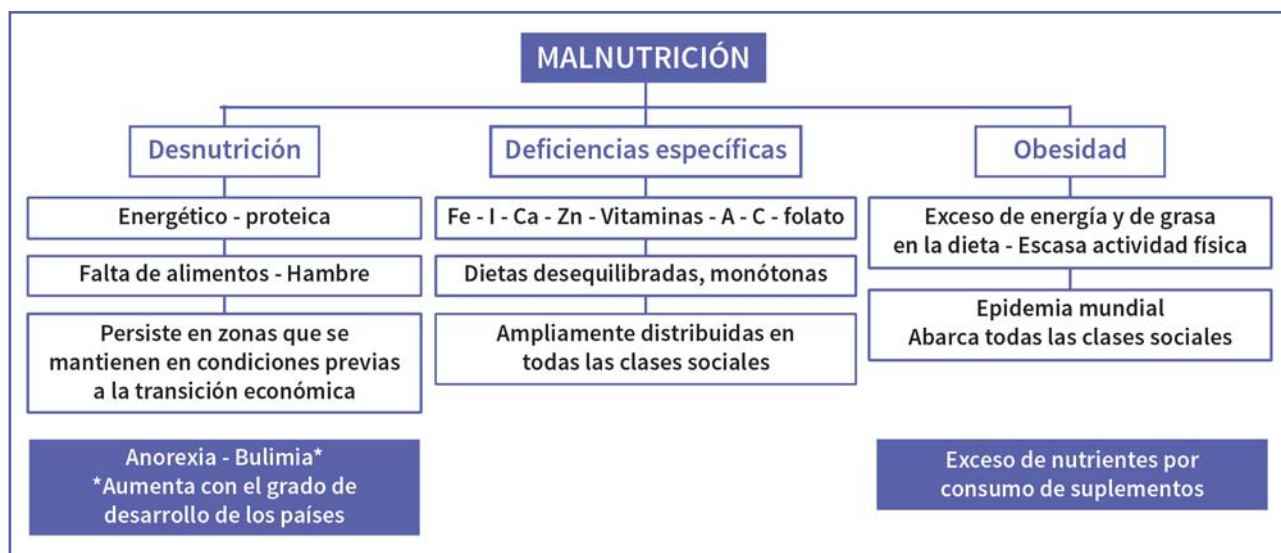 MALNUTRICIÓN
Desnutrición
Energético - proteica
Falta de alimentos - Hambre
Persiste en zonas que se
mantienen en condiciones previas
a la transición económica
Anorexia - Bulimia*
*Aumenta con el grado de
desarrollo de los países
Deficiencias específicas
Fe - I - Ca - Zn - Vitaminas - A - C - folato
Dietas desequilibradas, monótonas
Ampliamente distribuidas en
todas las clases sociales
Obesidad
Exceso de energía y de grasa
en la dieta - Escasa actividad física
Epidemia mundial
Abarca todas las clases sociales
Exceso de nutrientes por
consumo de suplementos